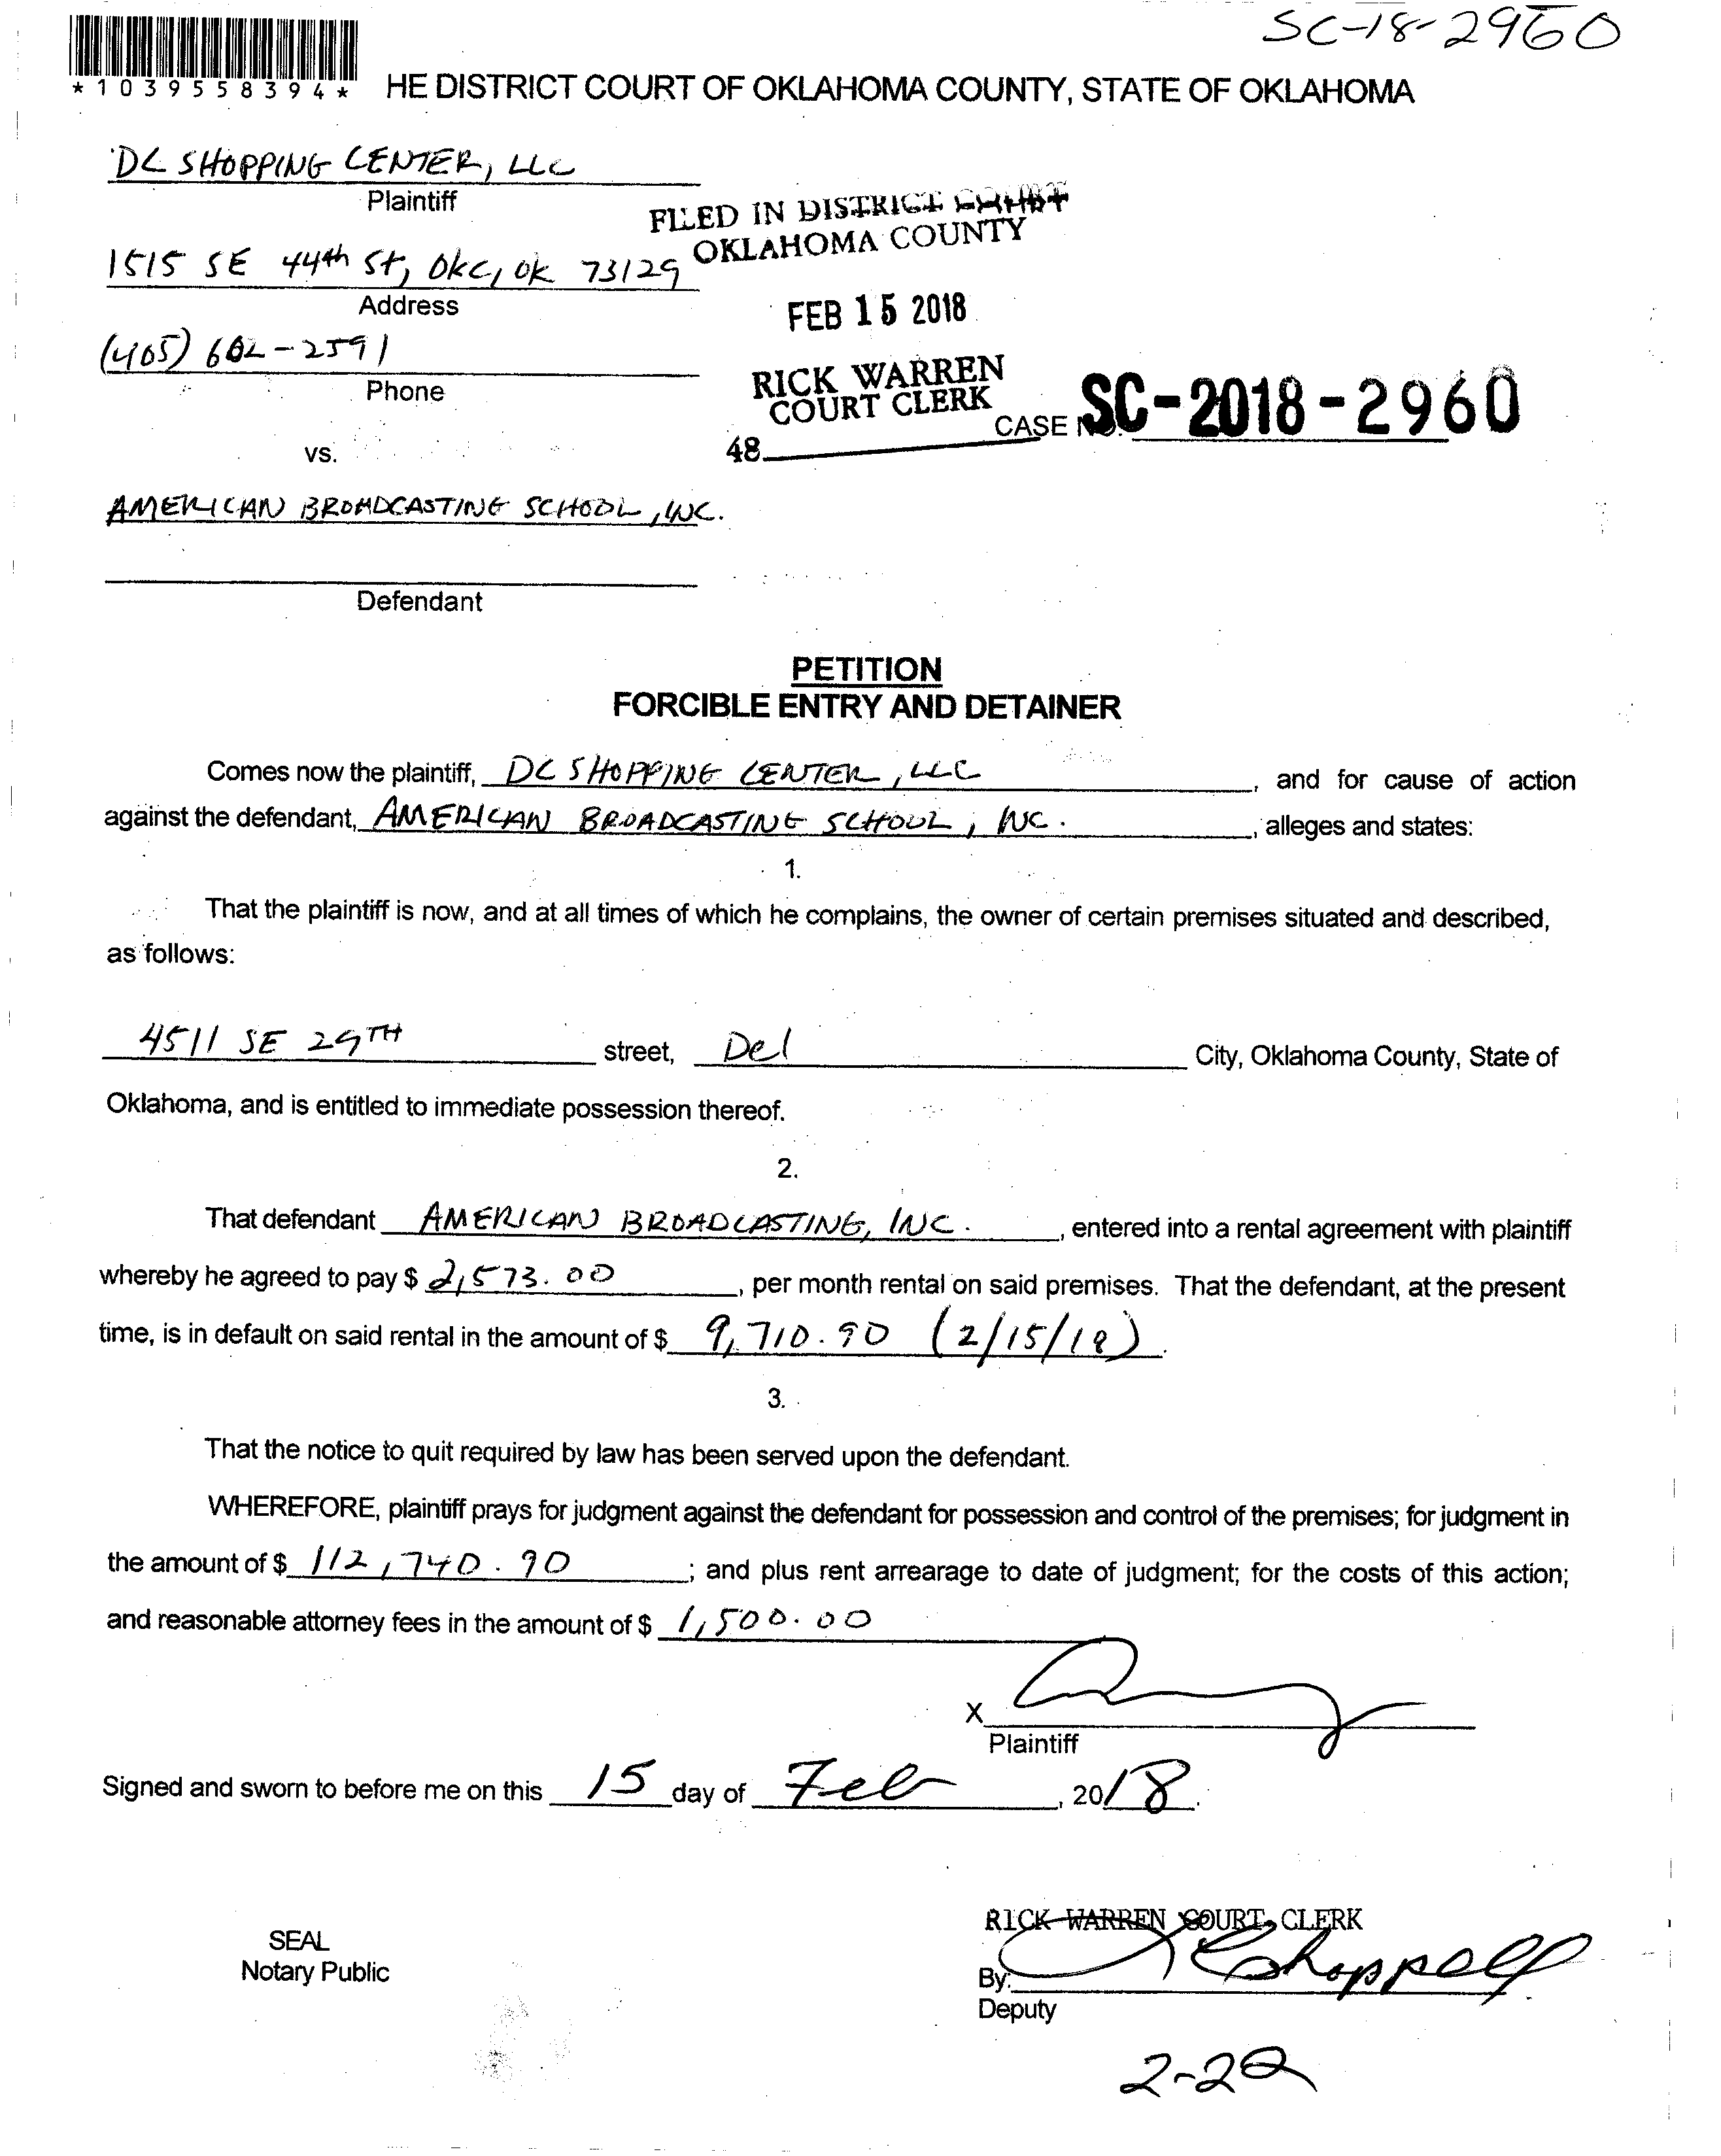 SC-18-2960
*1039558394*
HE DISTRICT COURT OF OKLAHOMA COUNTY, STATE OF OKLAHOMA
DC SHOPPING CENTER, LLC
Plaintiff
FILED IN DISTRICT COURT
OKLAHOMA COUNTY
1515 SE 44th St, OKC, OK 73129
Address
FEB 15 2018
(405) 602-2591
Phone
RICK WARREN
COURT CLERK
CASE NO. SC-2018-2960
48
vs.
AMERICAN BROADCASTING SCHOOL, INC.
Defendant
PETITION
FORCIBLE ENTRY AND DETAINER
Comes now the plaintiff, DC SHOPPING CENTER, LLC, and for cause of action
against the defendant, AMERICAN BROADCASTING SCHOOL, INC., alleges and states:
1.
That the plaintiff is now, and at all times of which he complains, the owner of certain premises situated and described,
as follows:
4511 SE 29TH street, Del City, Oklahoma County, State of
Oklahoma, and is entitled to immediate possession thereof.
2.
That defendant AMERICAN BROADCASTING, INC., entered into a rental agreement with plaintiff
whereby he agreed to pay $ 2,573.00, per month rental on said premises. That the defendant, at the present
time, is in default on said rental in the amount of $ 9,710.90 (2/15/18).
3.
That the notice to quit required by law has been served upon the defendant.
WHEREFORE, plaintiff prays for judgment against the defendant for possession and control of the premises; for judgment in
the amount of $ 112,740.90; and plus rent arrearage to date of judgment; for the costs of this action;
and reasonable attorney fees in the amount of $ 1,500.00
X
Plaintiff
Signed and sworn to before me on this 15 day of Feb, 2018.
RICK WARREN COURT CLERK
SEAL
Notary Public
By: Chappell
Deputy
2-22